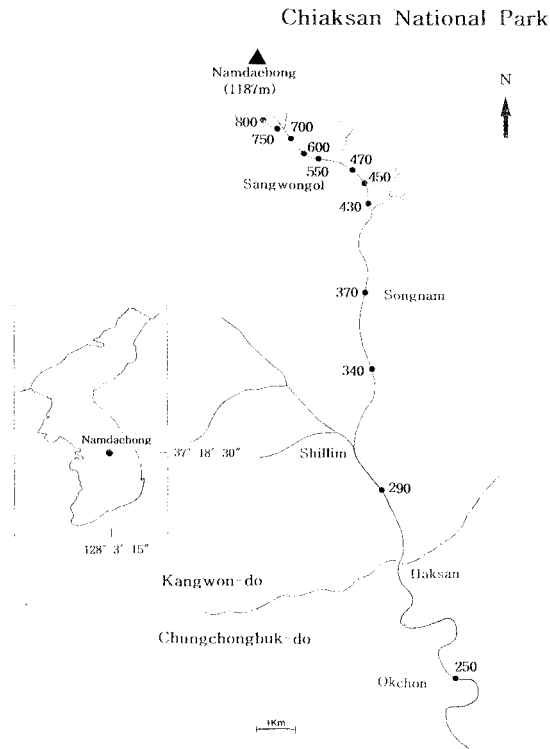 Chiaksan National Park
Namdaebong
(1187m)
N
800
700
750
600
550
470
450
Sangwongol
430
370
Songnam
340
Namdaebong
37° 18' 30"
Shillim
290
128° 3' 15"
Haksan
Kangwon-do
Chungchongbuk-do
250
Okchon
1Km